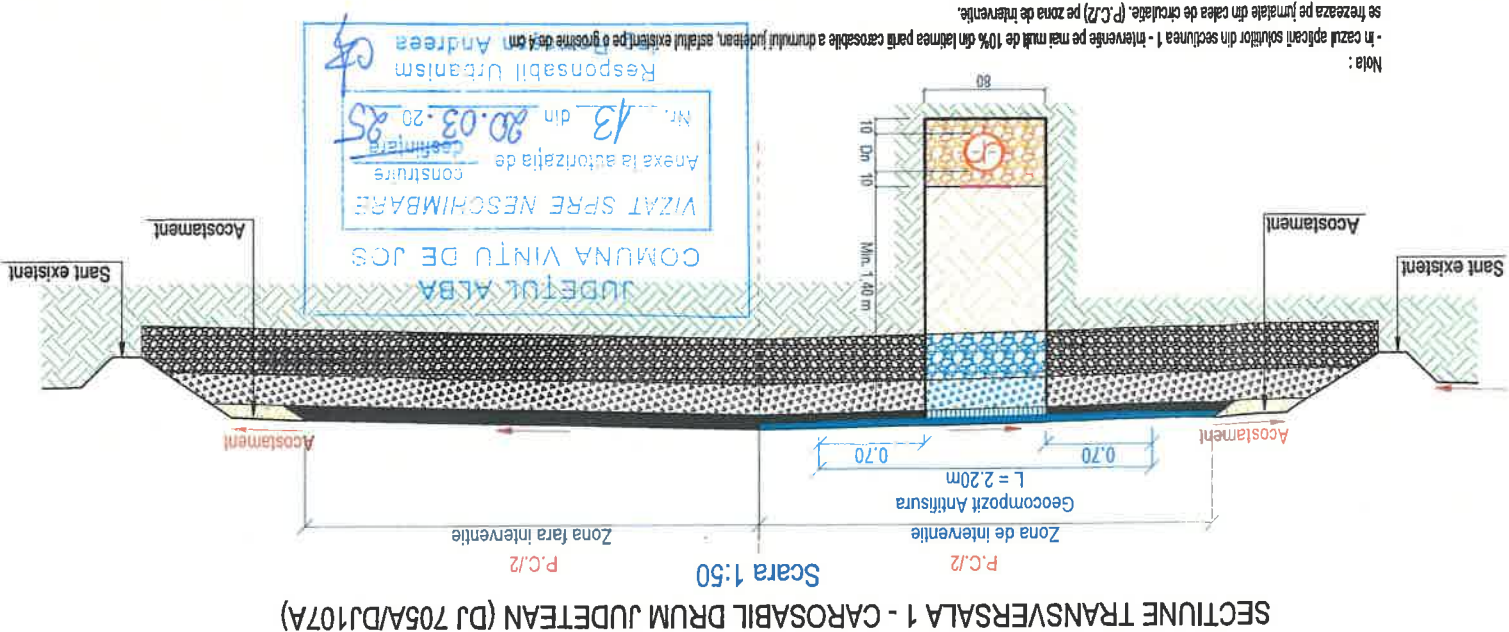 SECTIUNE TRANSVERSALA 1 - CAROSABIL DRUM JUDETEAN (DJ 705A/DJ107A)
Scara 1:50
P.C./2
P.C./2
Zona de interventie
Zona fara interventie
Geocompozit Antifisura
L = 2.20m
0.70
0.70
Acostament
Acostament
Sant existent
Acostament
Acostament
Sant existent
Min. 1.40 m
10 Dn 10
80
JUDEȚUL ALBA
COMUNA VINȚU DE JOS
VIZAT SPRE NESCHIMBARE
Anexa la autorizația de
construire
desființare
Nr. 13 din 20.03.2025
Responsabil Urbanism
Andreea
Nota :
- in cazul aplicarii solutiilor din sectiunea 1 - interventie pe mai mult de 10% din latimea partii carosabile a drumului judetean, asfaltul existent pe o grosime de 4 cm
se frezeaza pe jumatate din calea de circulatie. (P.C./2) pe zona de interventie.